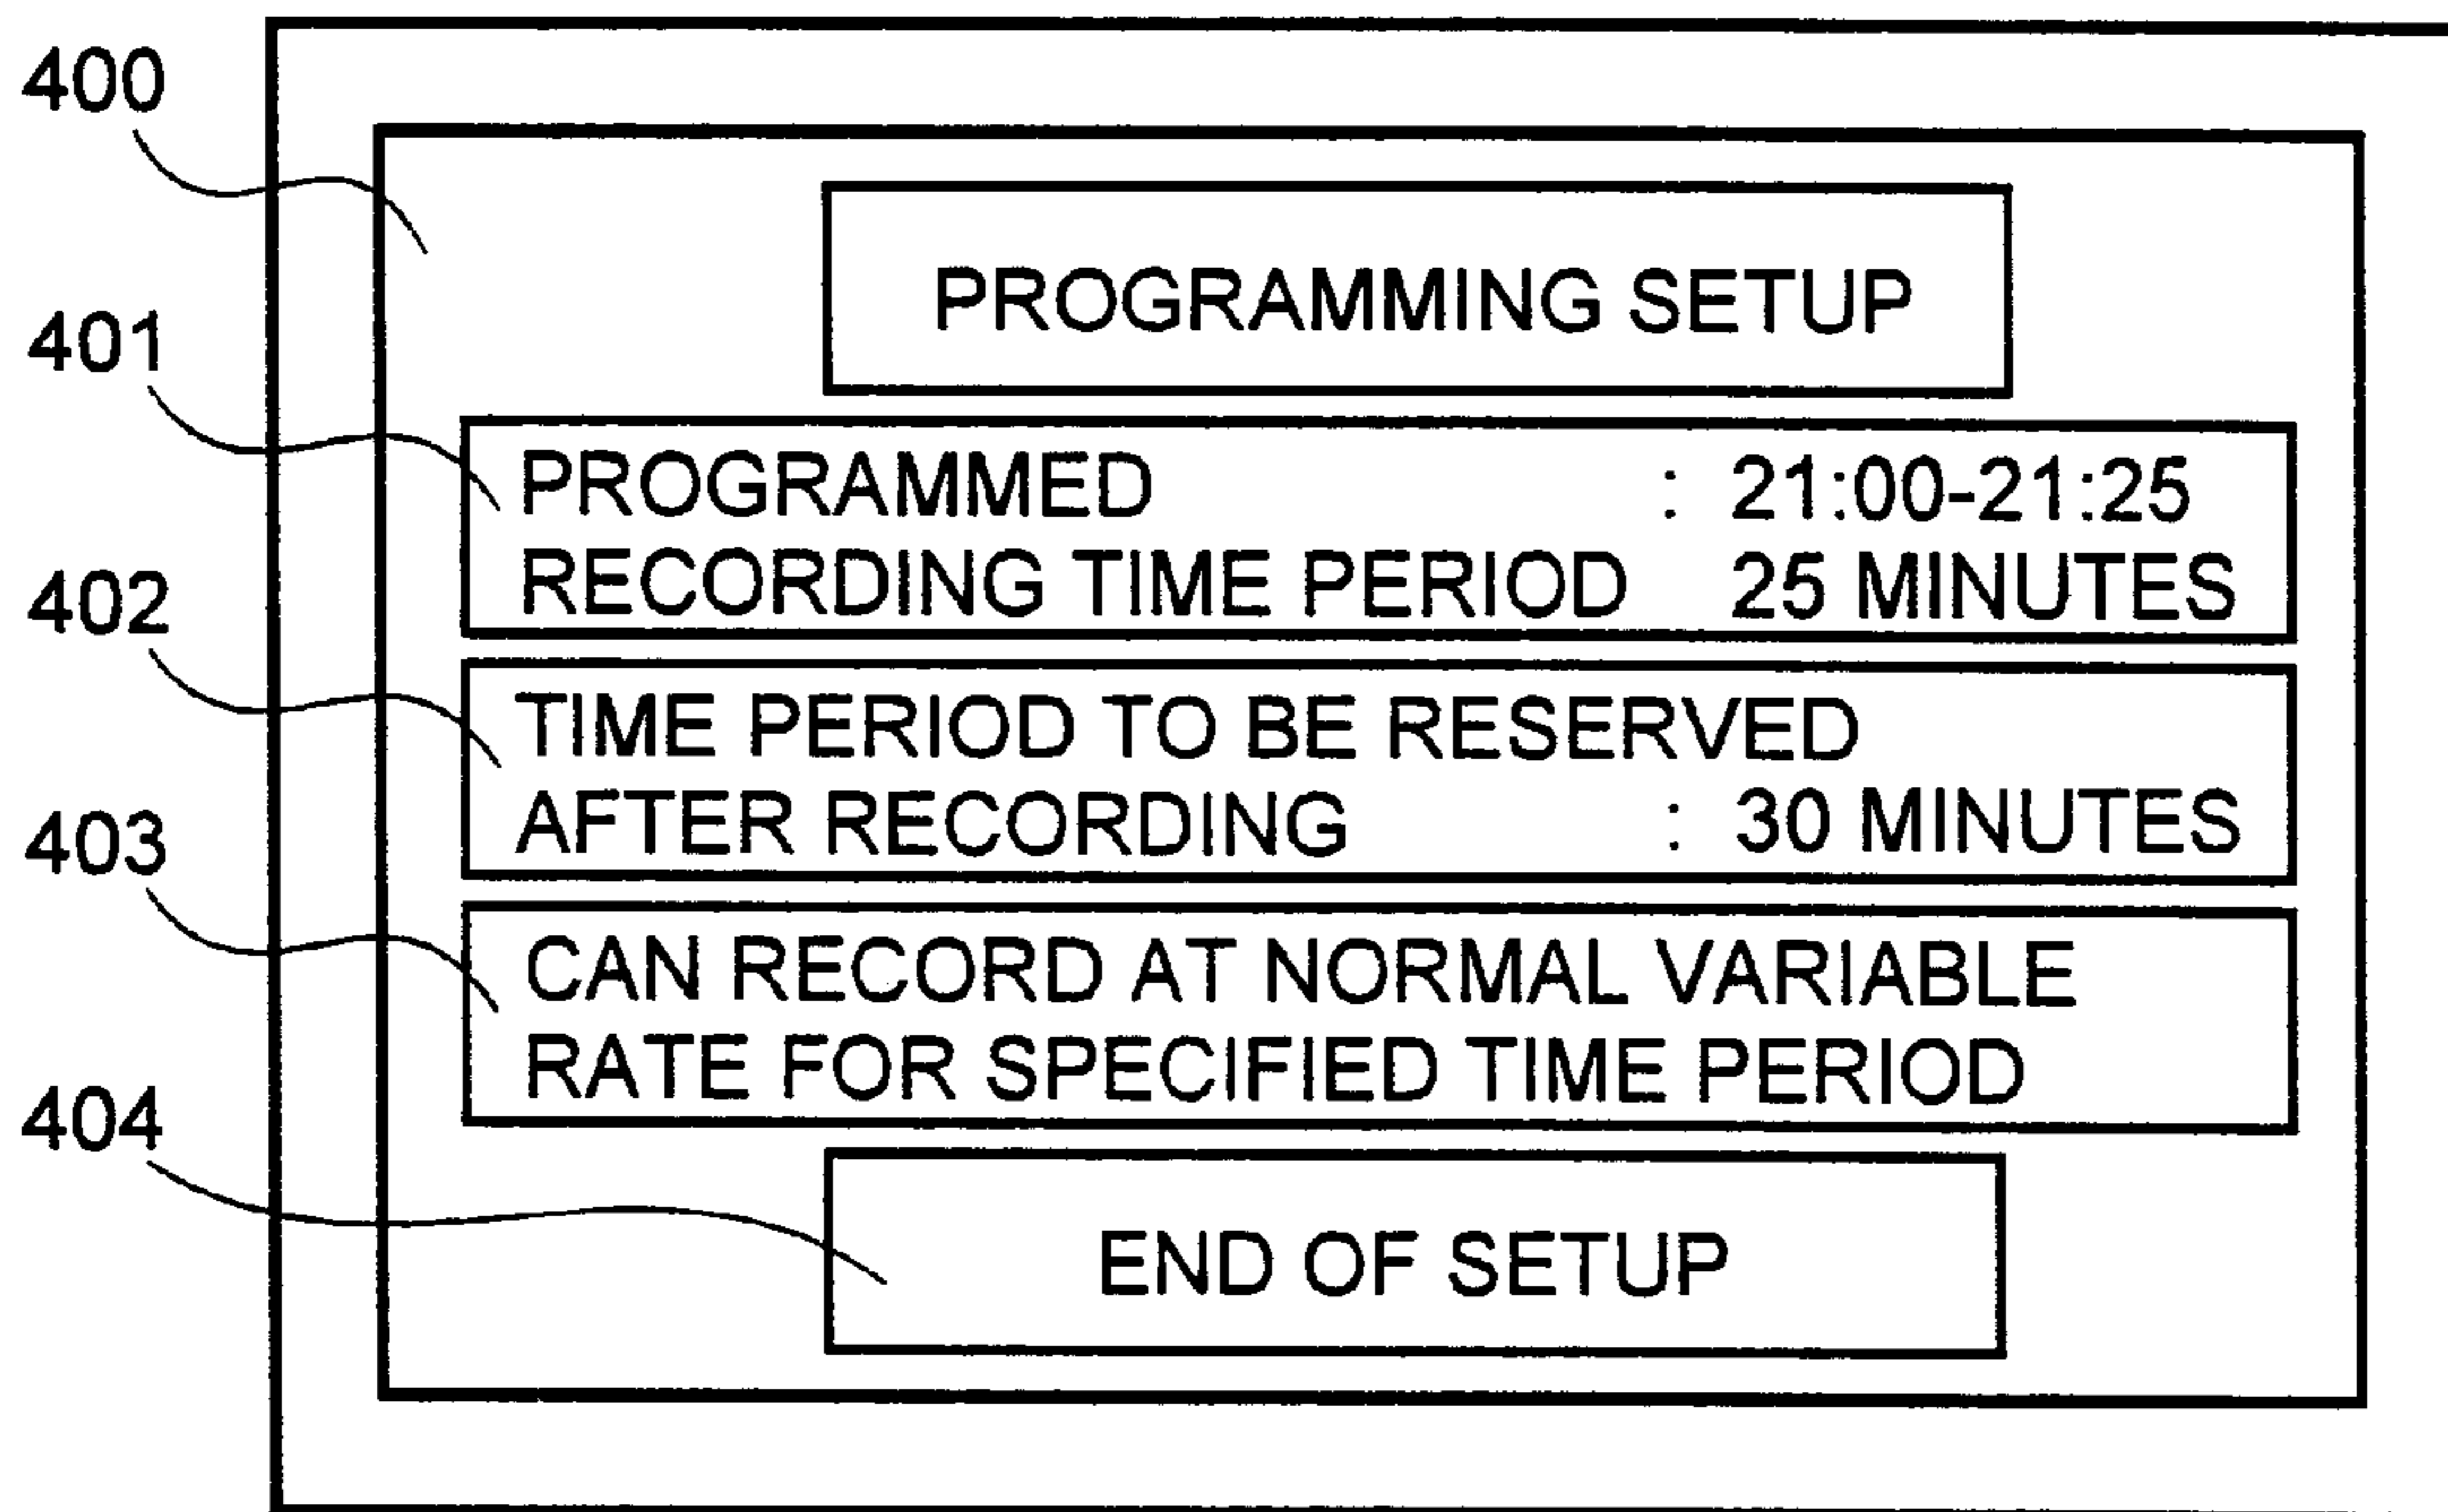 400
PROGRAMMING SETUP
401
PROGRAMMED : 21:00-21:25
RECORDING TIME PERIOD 25 MINUTES
402
TIME PERIOD TO BE RESERVED
AFTER RECORDING : 30 MINUTES
403
CAN RECORD AT NORMAL VARIABLE
RATE FOR SPECIFIED TIME PERIOD
404
END OF SETUP